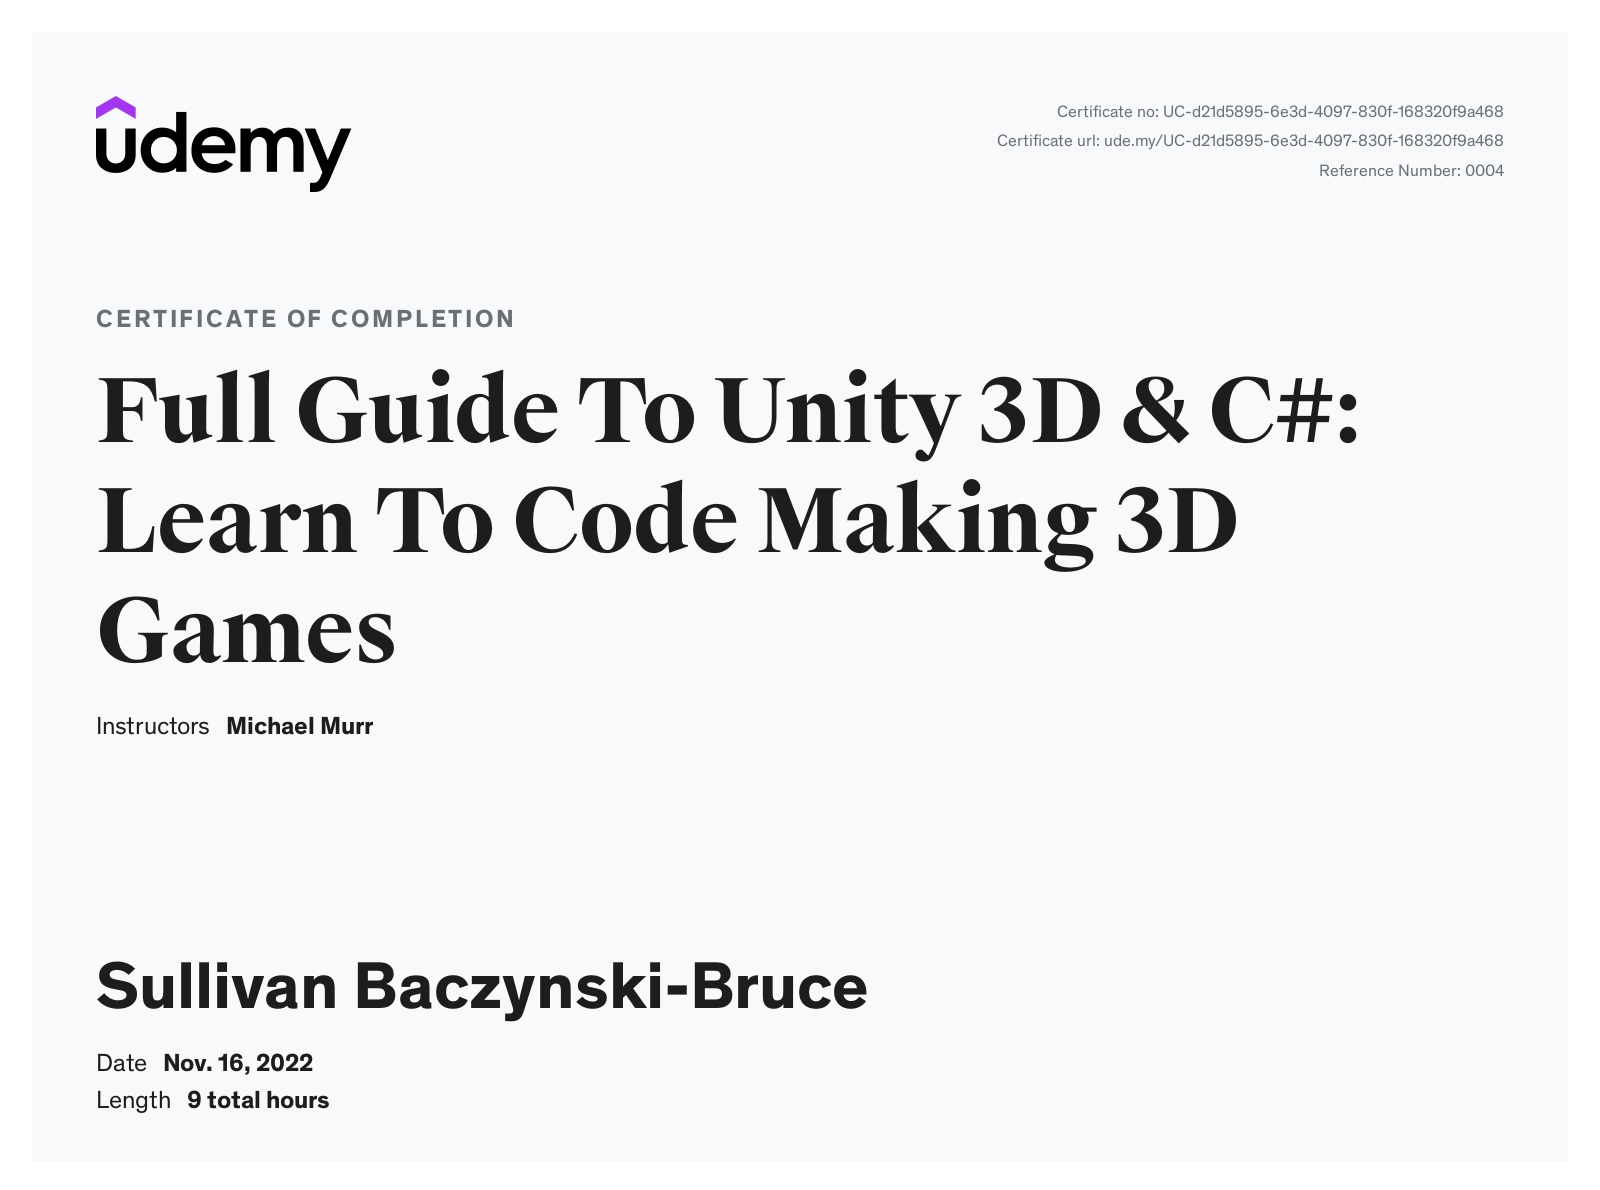 udemy
Certificate no: UC-d21d5895-6e3d-4097-830f-168320f9a468
Certificate url: ude.my/UC-d21d5895-6e3d-4097-830f-168320f9a468
Reference Number: 0004
CERTIFICATE OF COMPLETION
Full Guide To Unity 3D & C#:
Learn To Code Making 3D
Games
Instructors Michael Murr
Sullivan Baczynski-Bruce
Date Nov. 16, 2022
Length 9 total hours